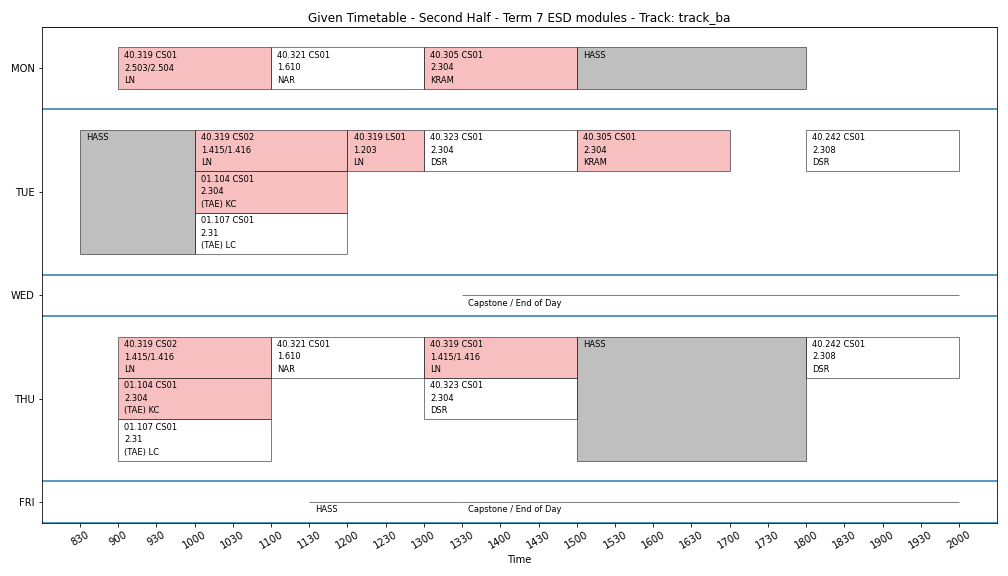 Given Timetable - Second Half - Term 7 ESD modules - Track: track_ba
MON
40.319 CS01
2.503/2.504
LN
40.321 CS01
1.610
NAR
40.305 CS01
2.304
KRAM
HASS
TUE
HASS
40.319 CS02
1.415/1.416
LN
40.319 LS01
1.203
LN
40.323 CS01
2.304
DSR
40.305 CS01
2.304
KRAM
40.242 CS01
2.308
DSR
01.104 CS01
2.304
(TAE) KC
01.107 CS01
2.31
(TAE) LC
WED
Capstone / End of Day
THU
40.319 CS02
1.415/1.416
LN
40.321 CS01
1.610
NAR
40.319 CS01
1.415/1.416
LN
HASS
40.242 CS01
2.308
DSR
01.104 CS01
2.304
(TAE) KC
40.323 CS01
2.304
DSR
01.107 CS01
2.31
(TAE) LC
FRI
HASS
Capstone / End of Day
830 900 930 1000 1030 1100 1130 1200 1230 1300 1330 1400 1430 1500 1600 1630 1700 1730 1800 1830 1900 1930 2000
Time